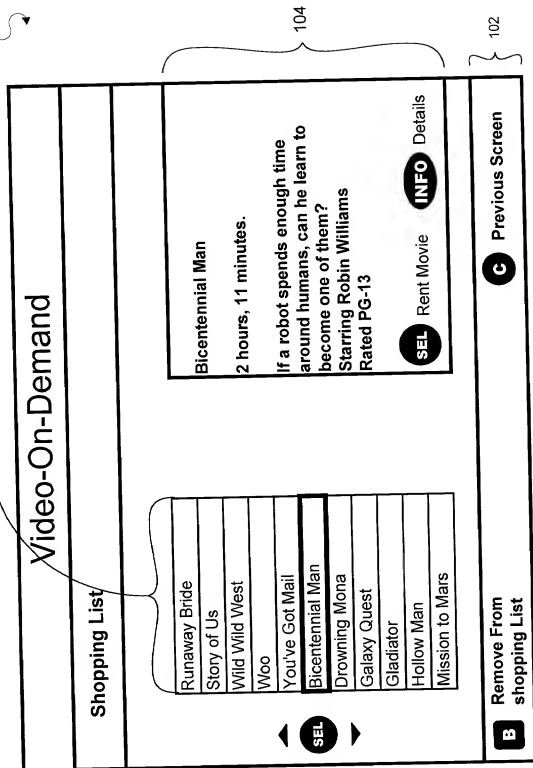 Video-On-Demand
Shopping List
Runaway Bride
Story of Us
Wild Wild West
Woo
You've Got Mail
Bicentennial Man
Drowning Mona
Galaxy Quest
Gladiator
Hollow Man
Mission to Mars
SEL
Bicentennial Man
2 hours, 11 minutes.
If a robot spends enough time
around humans, can he learn to
become one of them?
Starring Robin Williams
Rated PG-13
SEL Rent Movie INFO Details
104
B Remove From
shopping List
C Previous Screen
102